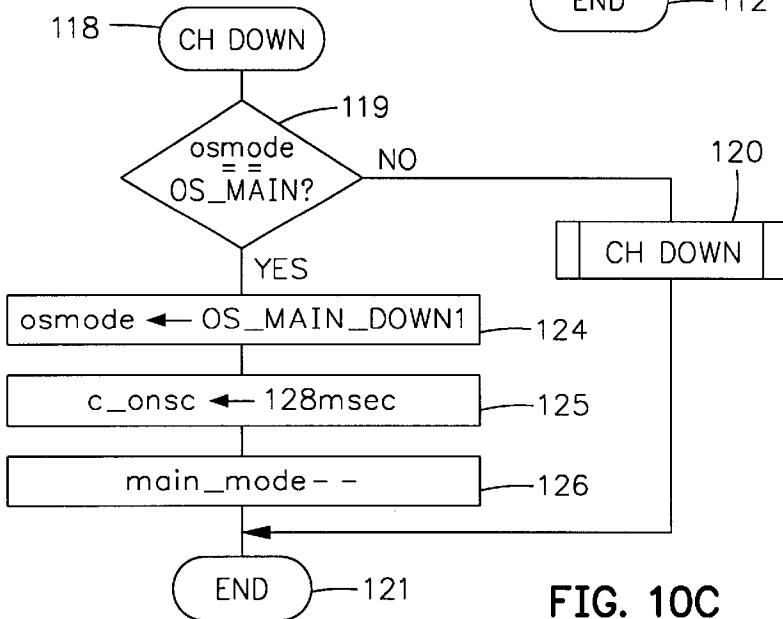 END
112
118
CH DOWN
119
osmode
==
OS_MAIN?
NO
120
CH DOWN
YES
osmode ← OS_MAIN_DOWN1
124
c_onsc ← 128msec
125
main_mode--
126
END
121
FIG. 10C